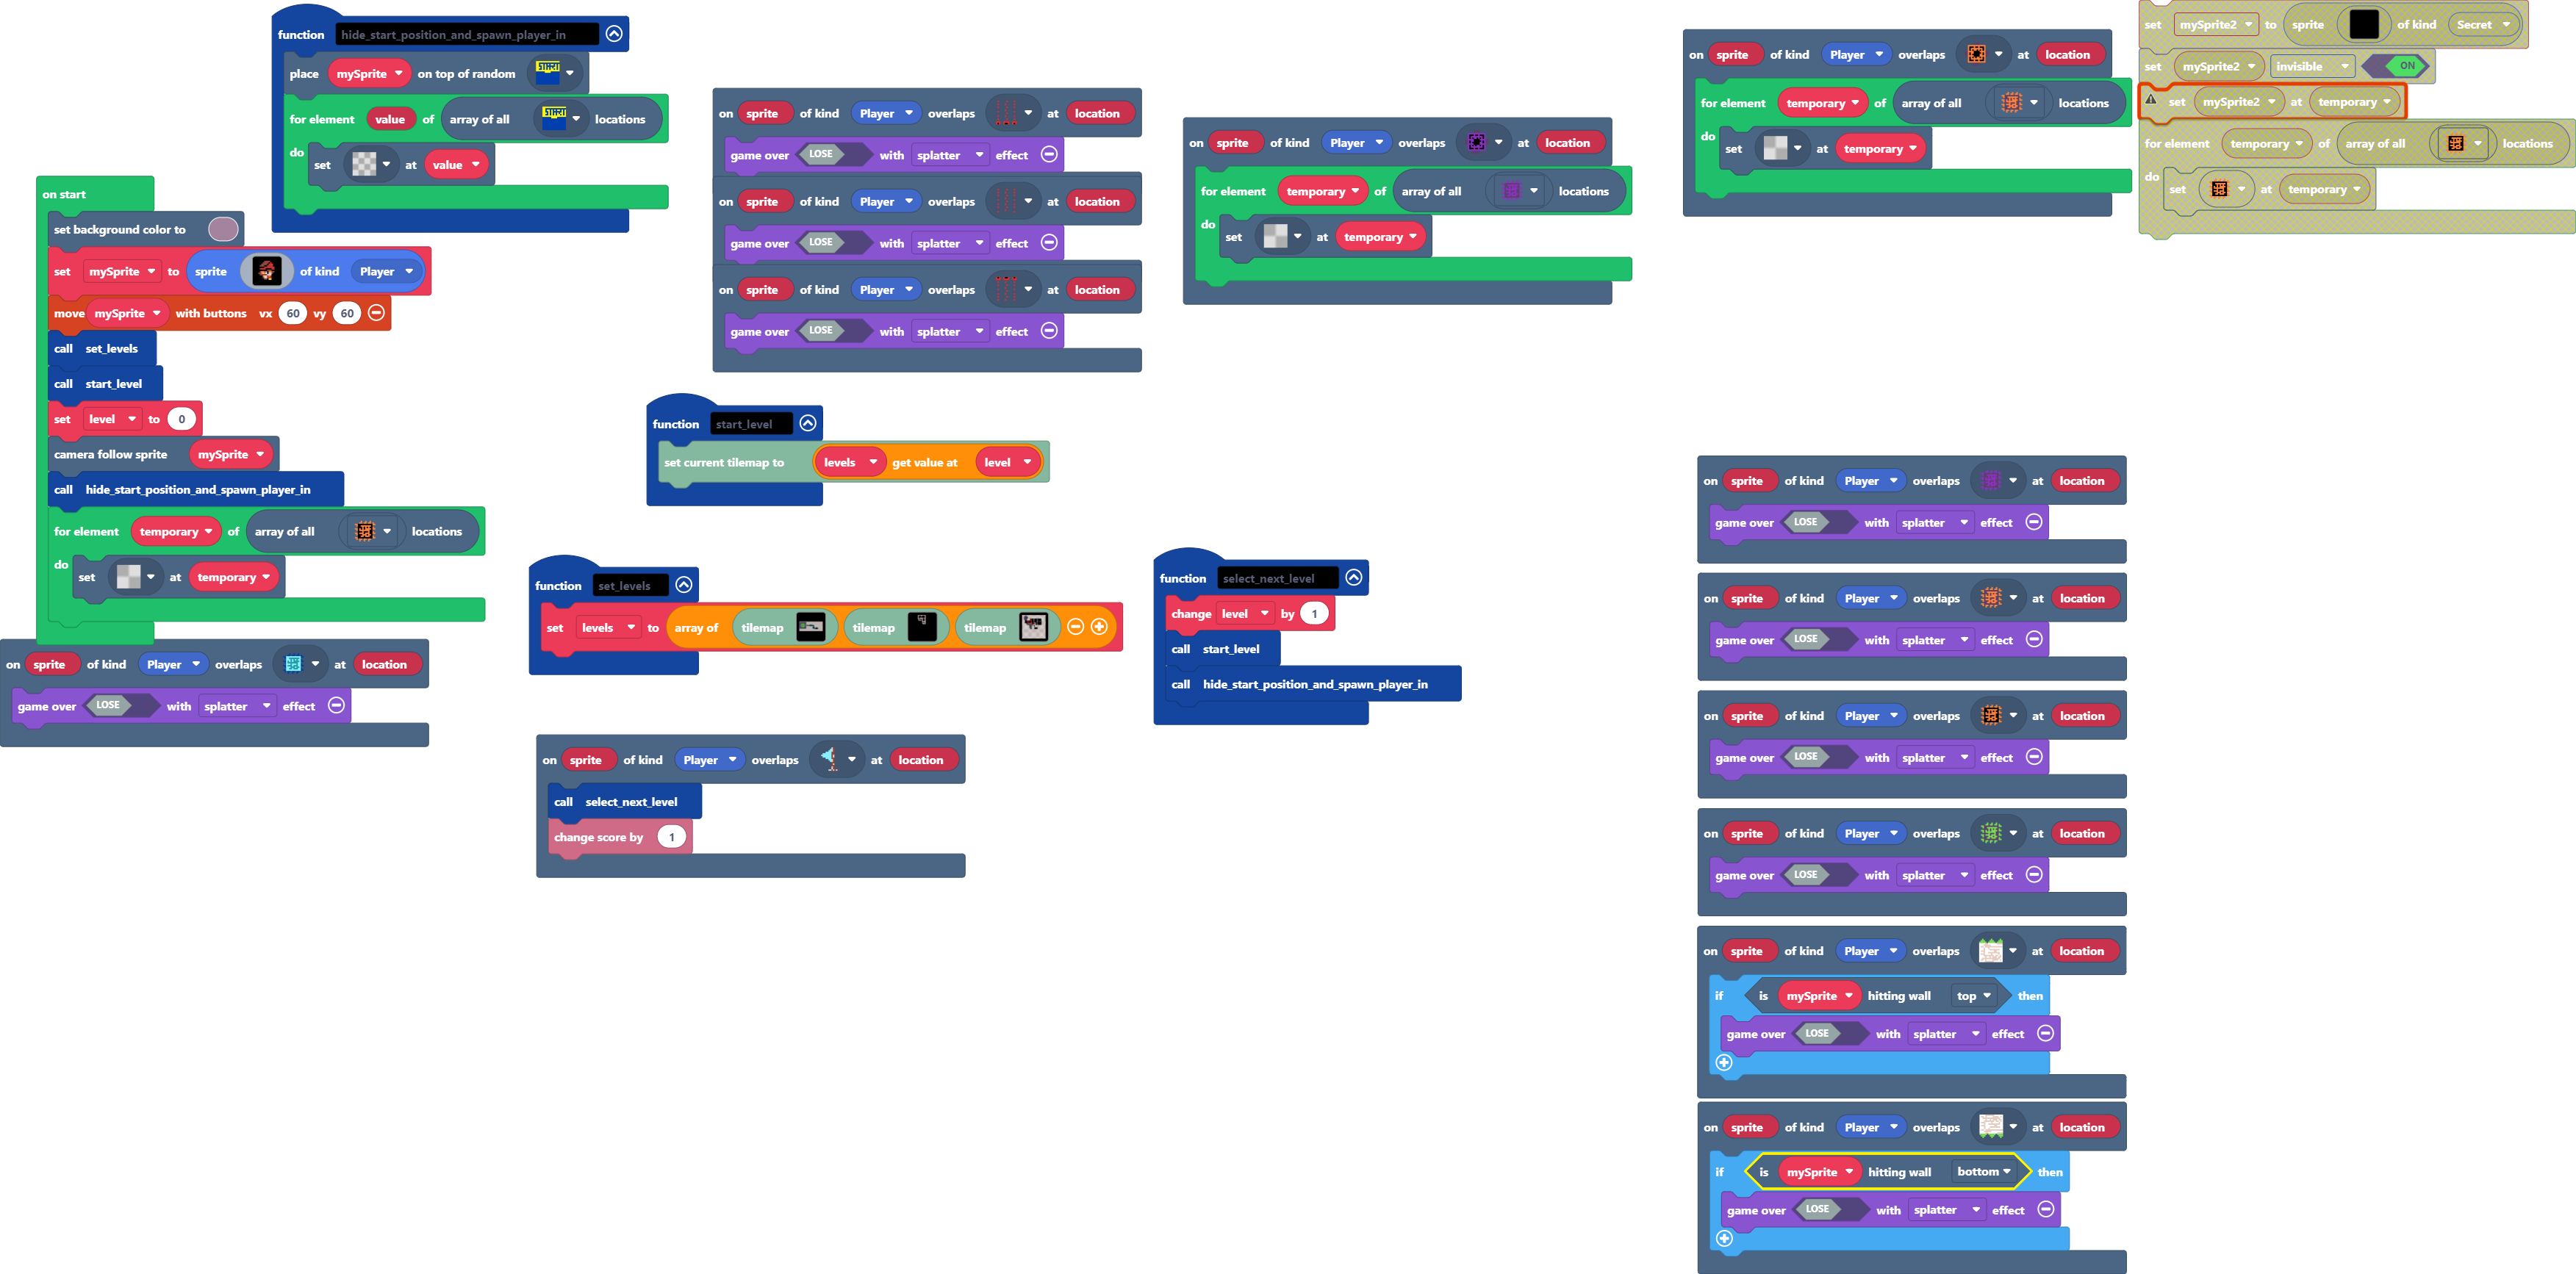 function hide_start_position_and_spawn_player_in
place mySprite on top of random START
for element value of array of all START locations
do set at value
on start
set background color to
set mySprite to sprite of kind Player
move mySprite with buttons vx 60 vy 60
call set_levels
call start_level
set level to 0
camera follow sprite mySprite
call hide_start_position_and_spawn_player_in
for element temporary of array of all locations
do set at temporary
on sprite of kind Player overlaps at location
game over LOSE with splatter effect
on sprite of kind Player overlaps at location
game over LOSE with splatter effect
on sprite of kind Player overlaps at location
game over LOSE with splatter effect
on sprite of kind Player overlaps at location
game over LOSE with splatter effect
function start_level
set current tilemap to levels get value at level
function set_levels
set levels to array of tilemap tilemap tilemap
on sprite of kind Player overlaps at location
call select_next_level
change score by 1
on sprite of kind Player overlaps at location
for element temporary of array of all locations
do set at temporary
function select_next_level
change level by 1
call start_level
call hide_start_position_and_spawn_player_in
on sprite of kind Player overlaps at location
for element temporary of array of all locations
do set at temporary
set mySprite2 to sprite of kind Secret
set mySprite2 invisible ON
set mySprite2 at temporary
for element temporary of array of all locations
do set at temporary
on sprite of kind Player overlaps at location
game over LOSE with splatter effect
on sprite of kind Player overlaps at location
game over LOSE with splatter effect
on sprite of kind Player overlaps at location
game over LOSE with splatter effect
on sprite of kind Player overlaps at location
game over LOSE with splatter effect
on sprite of kind Player overlaps at location
if is mySprite hitting wall top then
game over LOSE with splatter effect
on sprite of kind Player overlaps at location
if is mySprite hitting wall bottom then
game over LOSE with splatter effect